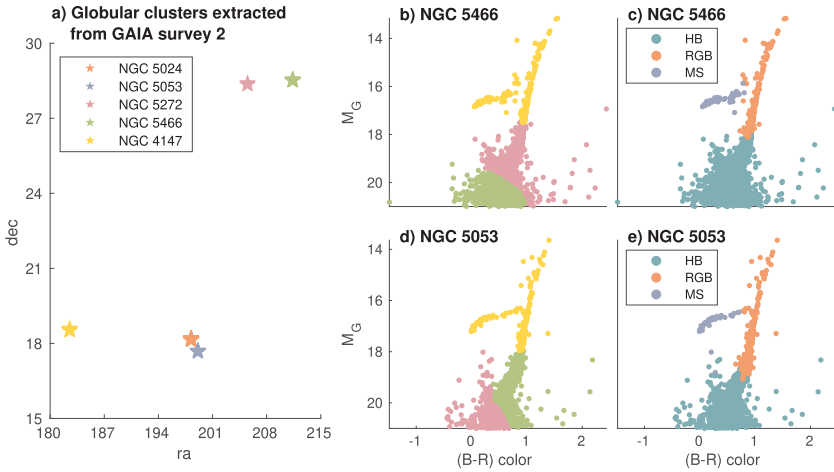 a) Globular clusters extracted
from GAIA survey 2
30
27
24
21
18
15
dec
180
187
194
201
208
215
ra
NGC 5024
NGC 5053
NGC 5272
NGC 5466
NGC 4147
b) NGC 5466
14
16
18
20
M_G
c) NGC 5466
HB
RGB
MS
d) NGC 5053
14
16
18
20
M_G
-1
0
1
2
(B-R) color
e) NGC 5053
HB
RGB
MS
-1
0
1
2
(B-R) color